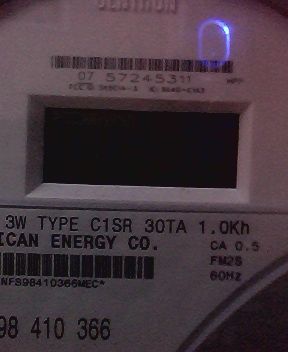 CENTRON
07 57245311
3W TYPE C1SR 30TA 1.0Kh
ICAN ENERGY CO. CA 0.5
FM2S
NFS98410366MEC*
60Hz
98 410 366